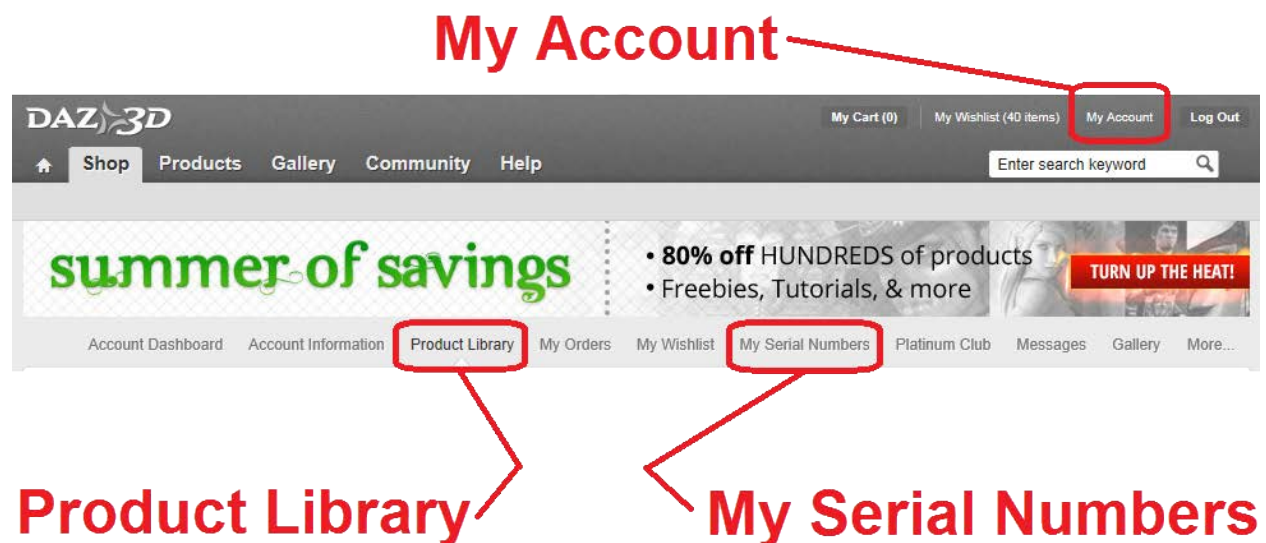 My Account
DAZ 3D
My Cart (0) My Wishlist (40 items) My Account Log Out
Shop Products Gallery Community Help Enter search keyword
summer of savings
• 80% off HUNDREDS of products
• Freebies, Tutorials, & more
TURN UP THE HEAT!
Account Dashboard Account Information Product Library My Orders My Wishlist My Serial Numbers Platinum Club Messages Gallery More...
Product Library My Serial Numbers